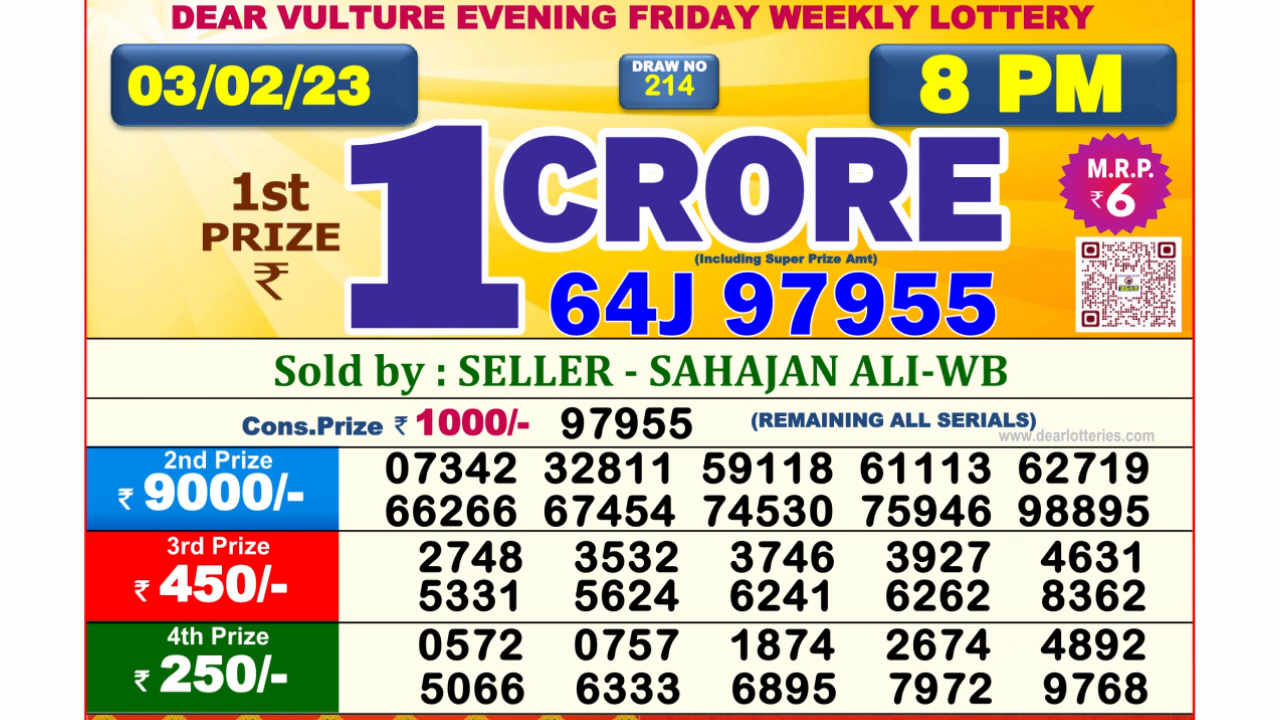 DEAR VULTURE EVENING FRIDAY WEEKLY LOTTERY
03/02/23
DRAW NO
214
8 PM
1st
PRIZE
₹
1 CRORE
(Including Super Prize Amt)
64J 97955
M.R.P.
₹6
Sold by : SELLER - SAHAJAN ALI-WB
Cons.Prize ₹ 1000/- 97955 (REMAINING ALL SERIALS)
www.dearlotteries.com
2nd Prize
₹ 9000/-
07342 32811 59118 61113 62719
66266 67454 74530 75946 98895
3rd Prize
₹ 450/-
2748 3532 3746 3927 4631
5331 5624 6241 6262 8362
4th Prize
₹ 250/-
0572 0757 1874 2674 4892
5066 6333 6895 7972 9768